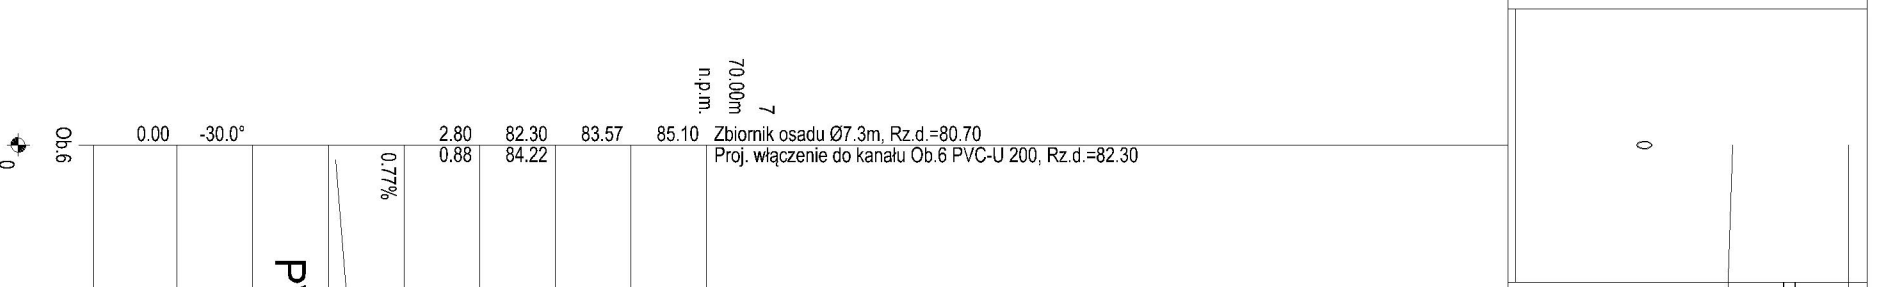 70.00m
n.p.m.
7
Ob.6 0.00 -30.0° 2.80 82.30 83.57 85.10 Zbiornik osadu Ø7.3m, Rz.d.=80.70
0.88 84.22 Proj. włączenie do kanału Ob.6 PVC-U 200, Rz.d.=82.30
0.77%
0